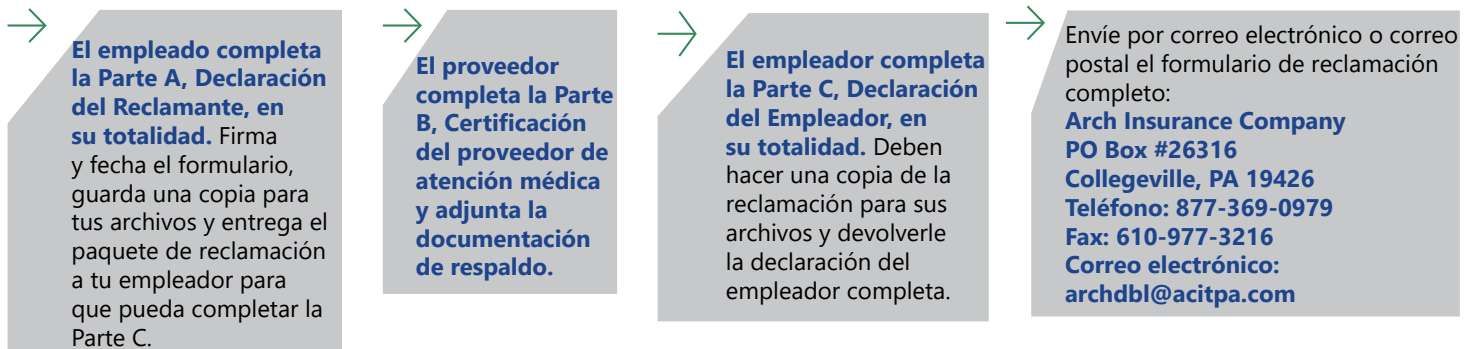 El empleado completa
la Parte A, Declaración
del Reclamante, en
su totalidad. Firma
y fecha el formulario,
guarda una copia para
tus archivos y entrega el
paquete de reclamación
a tu empleador para
que pueda completar la
Parte C.
El proveedor
completa la Parte
B, Certificación
del proveedor de
atención médica
y adjunta la
documentación
de respaldo.
El empleador completa
la Parte C, Declaración
del Empleador, en
su totalidad. Deben
hacer una copia de la
reclamación para sus
archivos y devolverle
la declaración del
empleador completa.
Envíe por correo electrónico o correo
postal el formulario de reclamación
completo:
Arch Insurance Company
PO Box #26316
Collegeville, PA 19426
Teléfono: 877-369-0979
Fax: 610-977-3216
Correo electrónico:
archdbl@acitpa.com